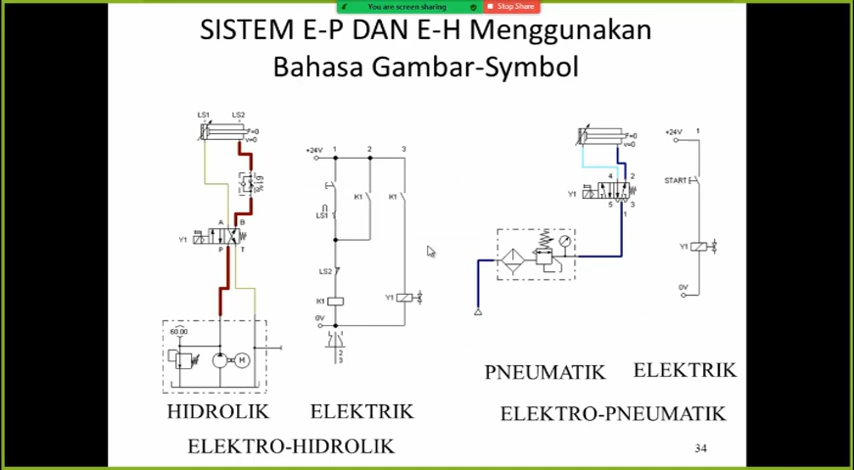 You are screen sharing
Stop Share
SISTEM E-P DAN E-H Menggunakan
Bahasa Gambar-Symbol
LS1 LS2
F=0
v=0
61%
A B
Y1
P T
60.00
M
HIDROLIK
+24V 1 2 3
K1 K1
LS1
LS2
K1
Y1
0V
2
3
ELEKTRIK
ELEKTRO-HIDROLIK
F=0
v=0
4 2
Y1
5 3
1
PNEUMATIK
+24V 1
START
Y1
0V
ELEKTRIK
ELEKTRO-PNEUMATIK
34